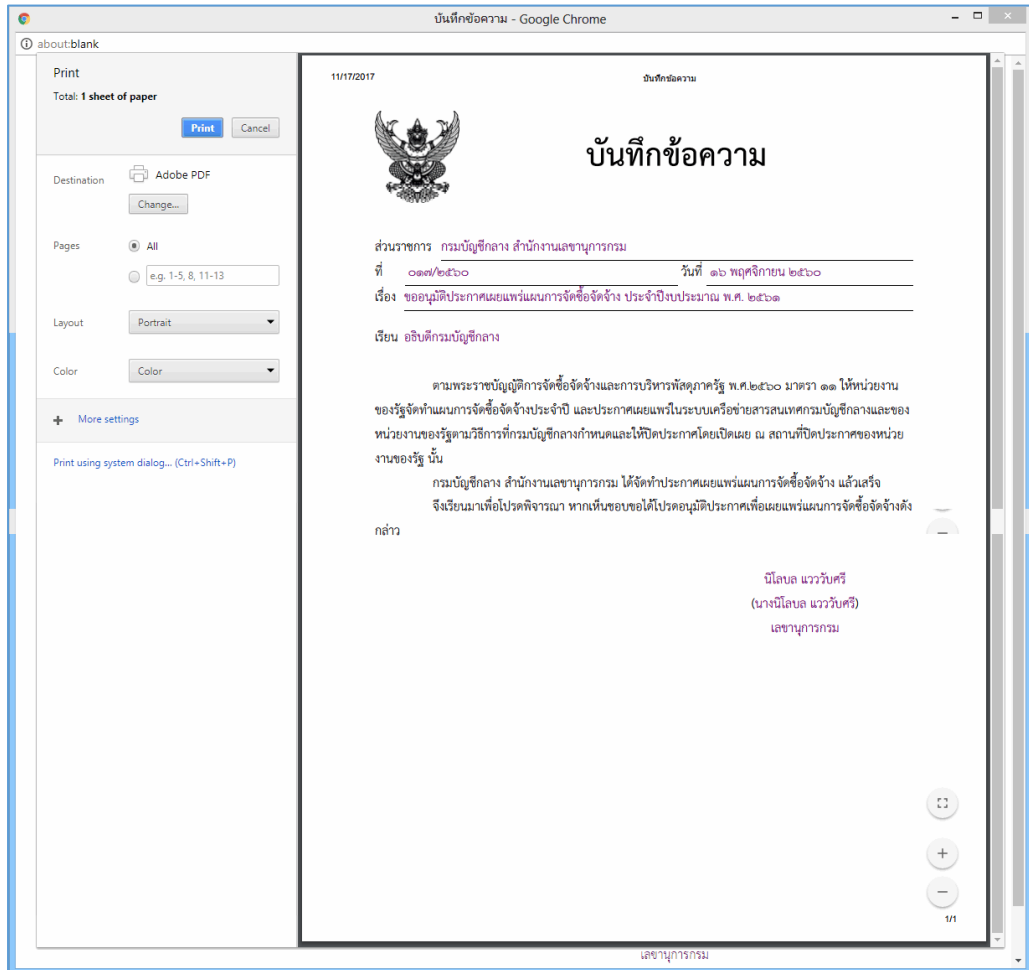 บันทึกข้อความ - Google Chrome
about:blank
Print
Total: 1 sheet of paper
Print Cancel
Destination Adobe PDF
Change...
Pages All
e.g. 1-5, 8, 11-13
Layout Portrait
Color Color
+ More settings
Print using system dialog... (Ctrl+Shift+P)
11/17/2017 บันทึกข้อความ
บันทึกข้อความ
ส่วนราชการ กรมบัญชีกลาง สำนักงานเลขานุการกรม
ที่ ๐๑๗/๒๕๖๐ วันที่ ๑๖ พฤศจิกายน ๒๕๖๐
เรื่อง ขออนุมัติประกาศเผยแพร่แผนการจัดซื้อจัดจ้าง ประจำปีงบประมาณ พ.ศ. ๒๕๖๑
เรียน อธิบดีกรมบัญชีกลาง
ตามพระราชบัญญัติการจัดซื้อจัดจ้างและการบริหารพัสดุภาครัฐ พ.ศ.๒๕๖๐ มาตรา ๑๑ ให้หน่วยงาน
ของรัฐจัดทำแผนการจัดซื้อจัดจ้างประจำปี และประกาศเผยแพร่ในระบบเครือข่ายสารสนเทศกรมบัญชีกลางและของ
หน่วยงานของรัฐตามวิธีการที่กรมบัญชีกลางกำหนดและให้ปิดประกาศโดยเปิดเผย ณ สถานที่ปิดประกาศของหน่วย
งานของรัฐ นั้น
กรมบัญชีกลาง สำนักงานเลขานุการกรม ได้จัดทำประกาศเผยแพร่แผนการจัดซื้อจัดจ้าง แล้วเสร็จ
จึงเรียนมาเพื่อโปรดพิจารณา หากเห็นชอบขอได้โปรดอนุมัติประกาศเพื่อเผยแพร่แผนการจัดซื้อจัดจ้างดัง
กล่าว
นิโลบล แวววับศรี
(นางนิโลบล แวววับศรี)
เลขานุการกรม
1/1
เลขานุการกรม